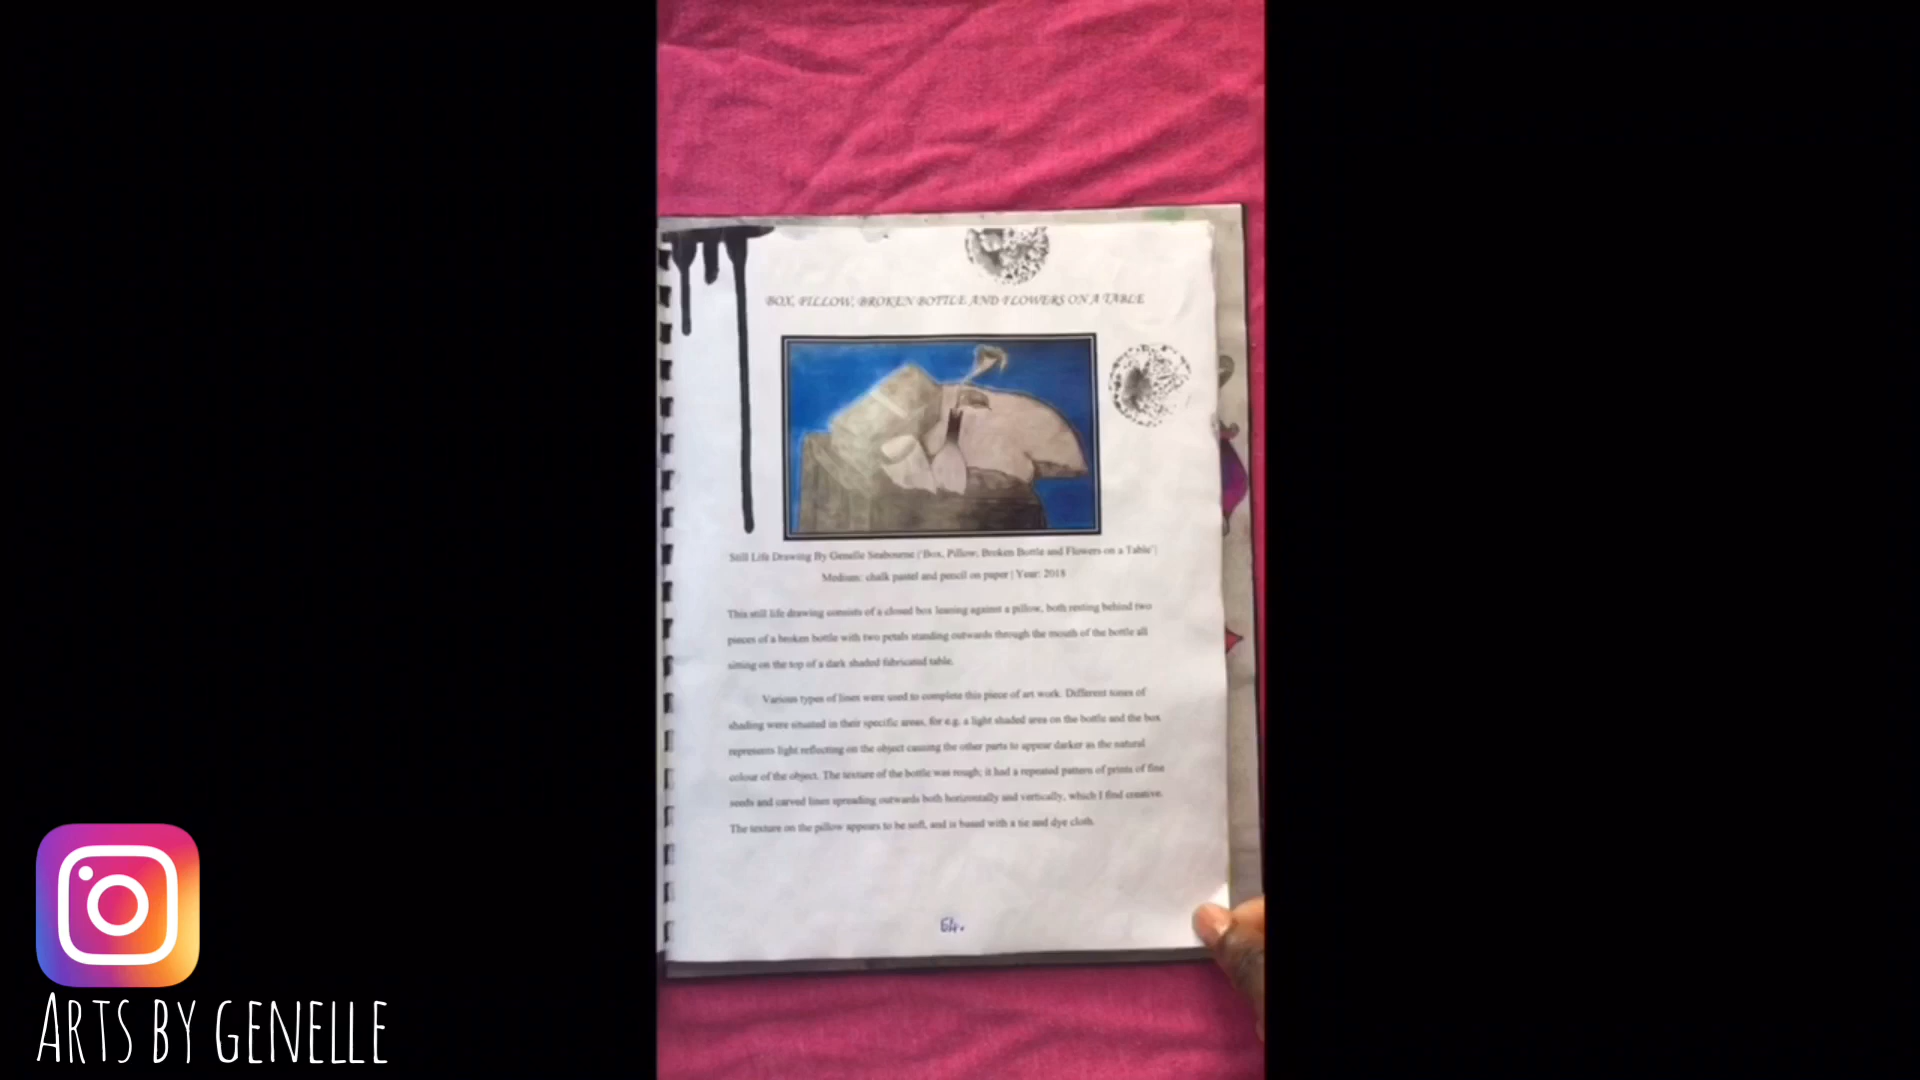 BOX, PILLOW, BROKEN BOTTLE AND FLOWERS ON A TABLE
Still Life Drawing By Genelle Seabourne ('Box, Pillow, Broken Bottle and Flowers on a Table')
Medium: chalk pastel and pencil on paper | Year: 2018
This still life drawing consists of a closed box leaning against a pillow, both resting behind two
pieces of a broken bottle with two petals standing outwards through the mouth of the bottle all
sitting on the top of a dark shaded fabricated table.
Various types of lines were used to complete this piece of art work. Different tones of
shading were situated in their specific areas, for e.g. a light shaded area on the bottle and the box
represents light reflecting on the object causing the other parts to appear darker as the natural
colour of the object. The texture of the bottle was rough; it had a repeated pattern of prints of fine
seeds and carved lines spreading outwards both horizontally and vertically, which I find creative.
The texture on the pillow appears to be soft, and is based with a tie and dye cloth.
64.
ARTS BY GENELLE